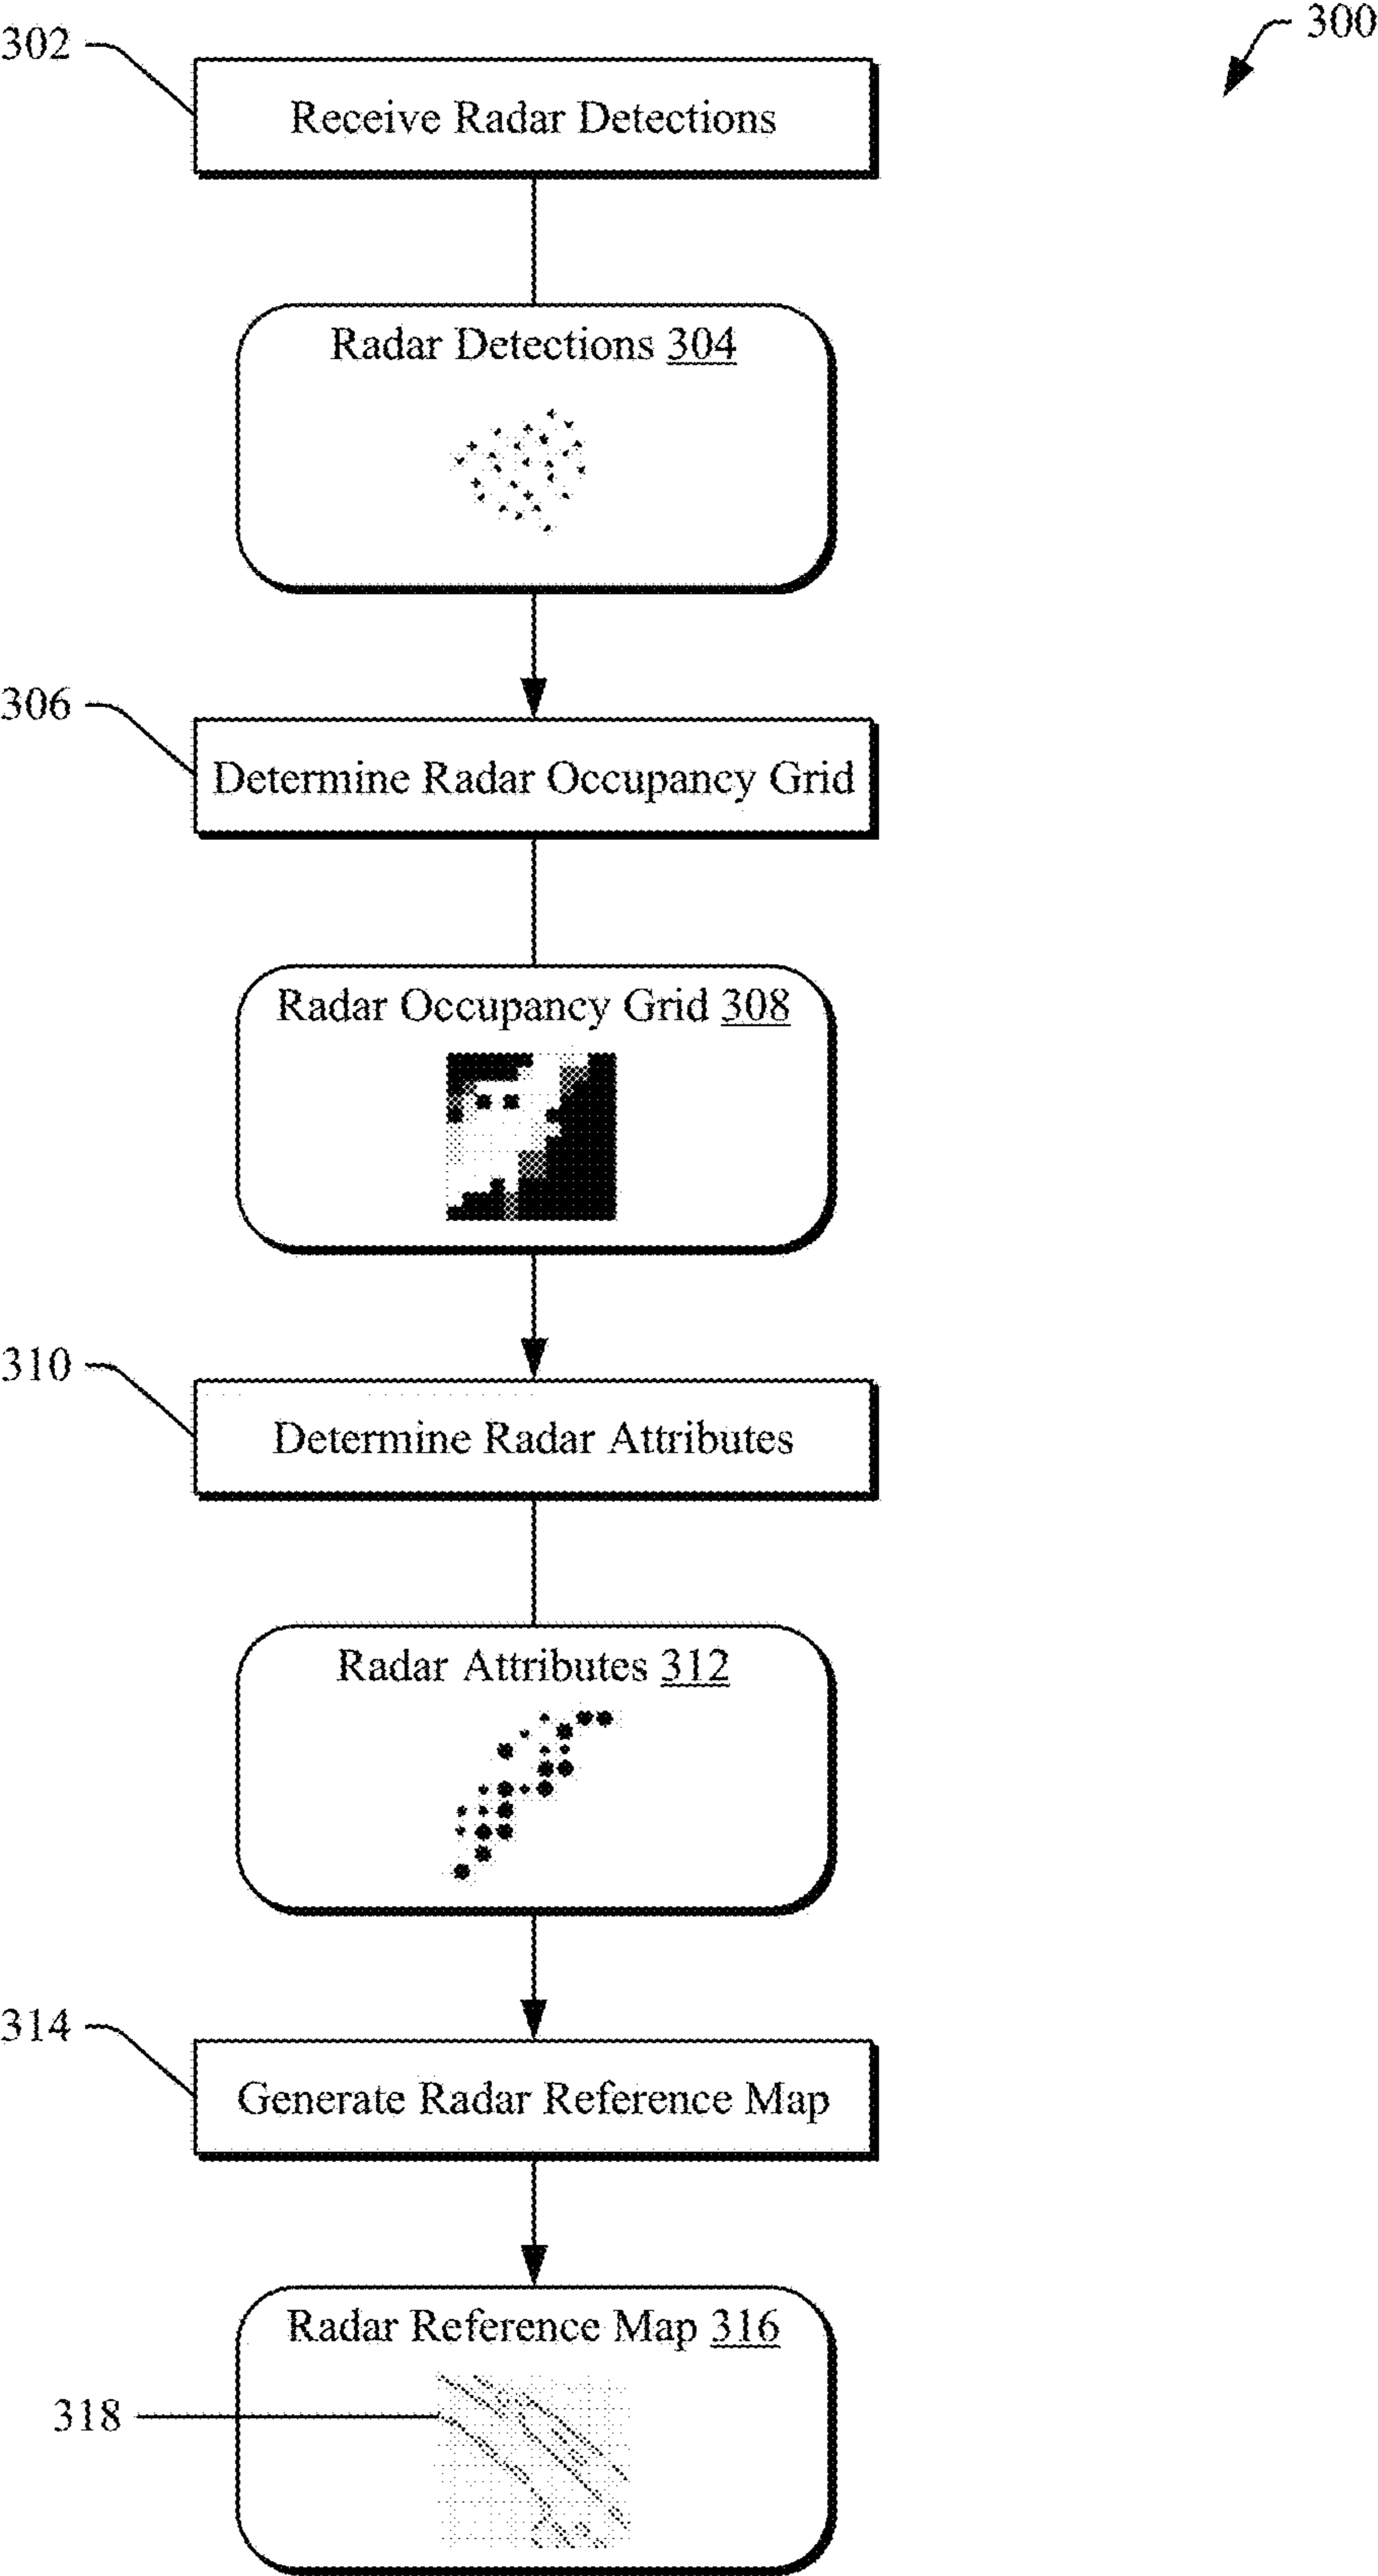 300
302
Receive Radar Detections
Radar Detections 304
306
Determine Radar Occupancy Grid
Radar Occupancy Grid 308
310
Determine Radar Attributes
Radar Attributes 312
314
Generate Radar Reference Map
Radar Reference Map 316
318